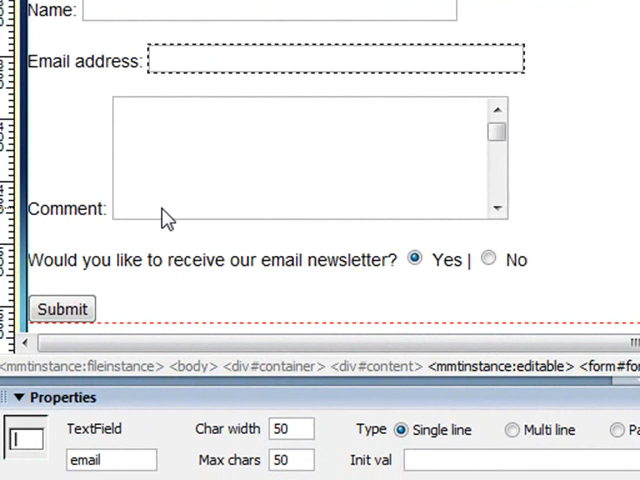 Name:
Email address:
Comment:
Would you like to receive our email newsletter? Yes | No
Submit
<mmtinstance:fileinstance> <body> <div#container> <div#content> <mmtinstance:editable> <form#for
Properties
TextField Char width 50 Type Single line Multi line Pa
email Max chars 50 Init val